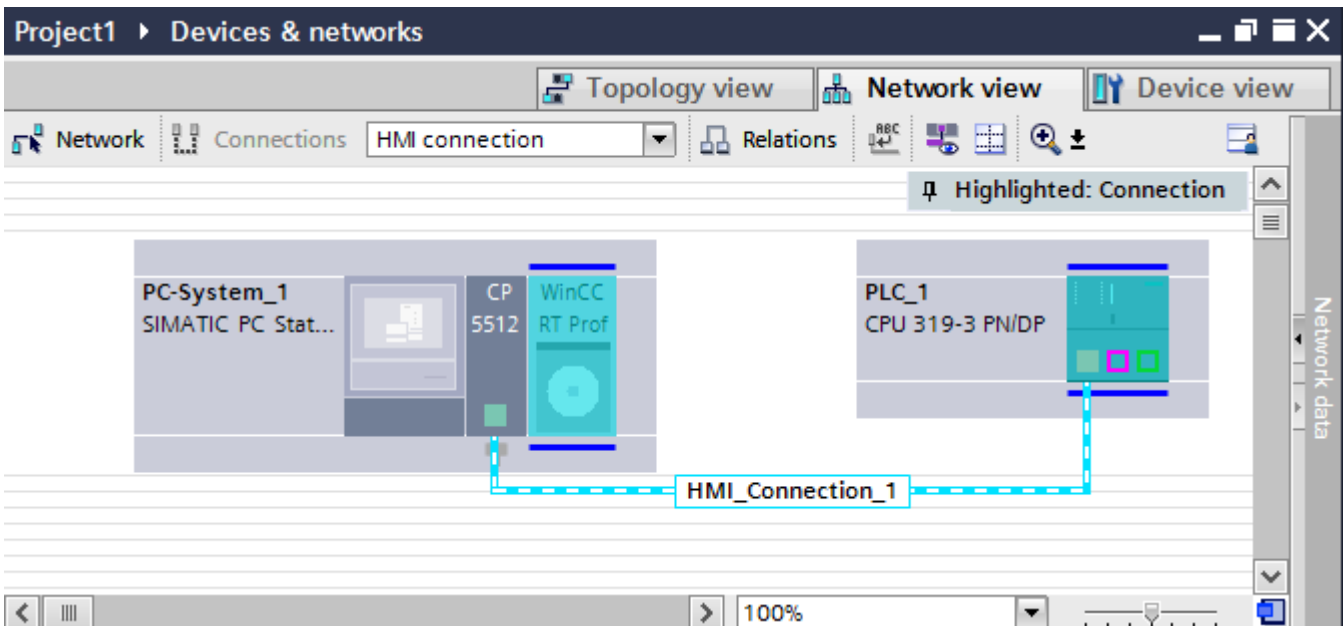 Project1 ▸ Devices & networks
Topology view
Network view
Device view
Network
Connections
HMI connection
Relations
ABC
Highlighted: Connection
PC-System_1
SIMATIC PC Stat...
CP
5512
WinCC
RT Prof
PLC_1
CPU 319-3 PN/DP
HMI_Connection_1
Network data
100%